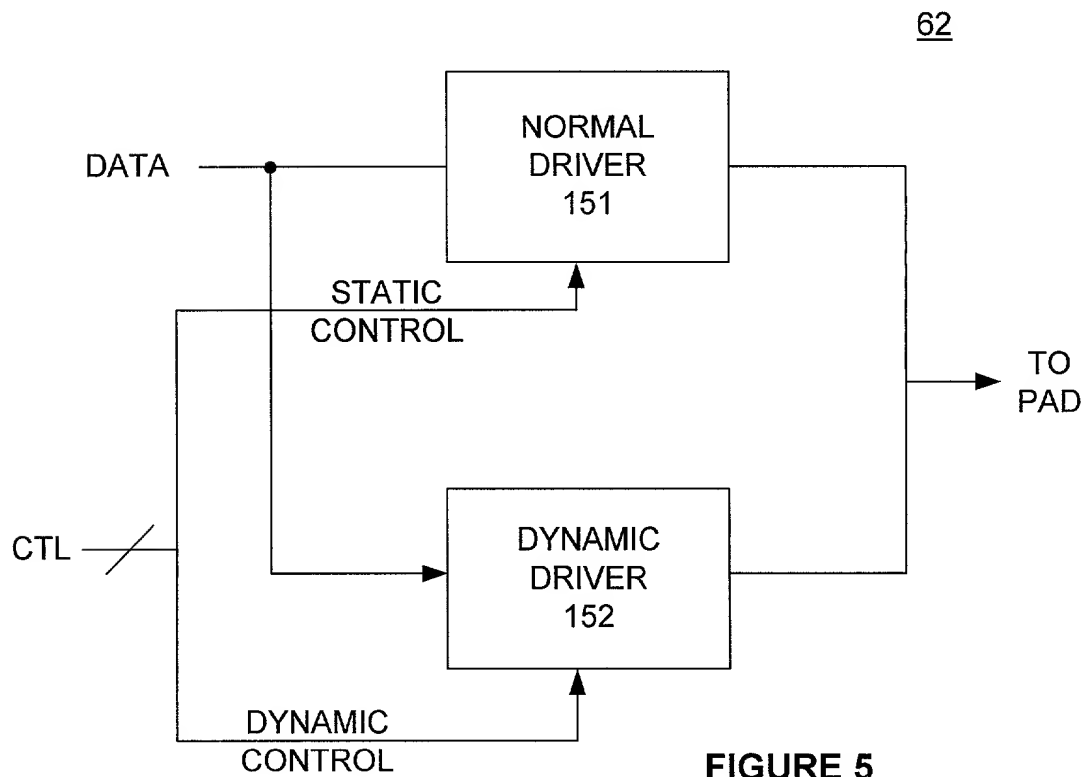 62
NORMAL
DRIVER
151
DATA
STATIC
CONTROL
TO
PAD
CTL
DYNAMIC
DRIVER
152
DYNAMIC
CONTROL
FIGURE 5